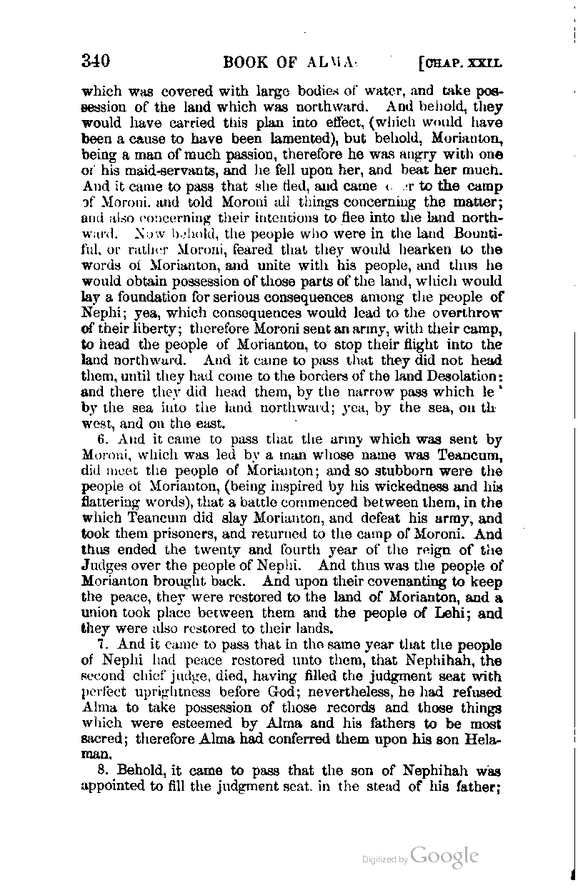 340 BOOK OF ALMA. [CHAP. XXII.
which was covered with large bodies of water, and take pos-
session of the land which was northward. And behold, they
would have carried this plan into effect, (which would have
been a cause to have been lamented), but behold, Morianton,
being a man of much passion, therefore he was angry with one
of his maid-servants, and he fell upon her, and beat her much.
And it came to pass that she fled, and came to the camp
of Moroni, and told Moroni all things concerning the matter;
and also concerning their intentions to flee into the land north-
ward. Now behold, the people who were in the land Bounti-
ful, or rather Moroni, feared that they would hearken to the
words of Morianton, and unite with his people, and thus he
would obtain possession of those parts of the land, which would
lay a foundation for serious consequences among the people of
Nephi; yea, which consequences would lead to the overthrow
of their liberty; therefore Moroni sent an army, with their camp,
to head the people of Morianton, to stop their flight into the
land northward. And it came to pass that they did not head
them, until they had come to the borders of the land Desolation;
and there they did head them, by the narrow pass which
by the sea into the land northward; yea, by the sea, on
west, and on the east.
6. And it came to pass that the army which was sent by
Moroni, which was led by a man whose name was Teancum,
did meet the people of Morianton; and so stubborn were the
people of Morianton, (being inspired by his wickedness and his
flattering words), that a battle commenced between them, in the
which Teancum did slay Morianton, and defeat his army, and
took them prisoners, and returned to the camp of Moroni. And
thus ended the twenty and fourth year of the reign of the
Judges over the people of Nephi. And thus was the people of
Morianton brought back. And upon their covenanting to keep
the peace, they were restored to the land of Morianton, and a
union took place between them and the people of Lehi; and
they were also restored to their lands.
7. And it came to pass that in the same year that the people
of Nephi had peace restored unto them, that Nephihah, the
second chief judge, died, having filled the judgment seat with
perfect uprightness before God; nevertheless, he had refused
Alma to take possession of those records and those things
which were esteemed by Alma and his fathers to be most
sacred; therefore Alma had conferred them upon his son Hela-
man.
8. Behold, it came to pass that the son of Nephihah was
appointed to fill the judgment seat, in the stead of his father;
Digitized by Google